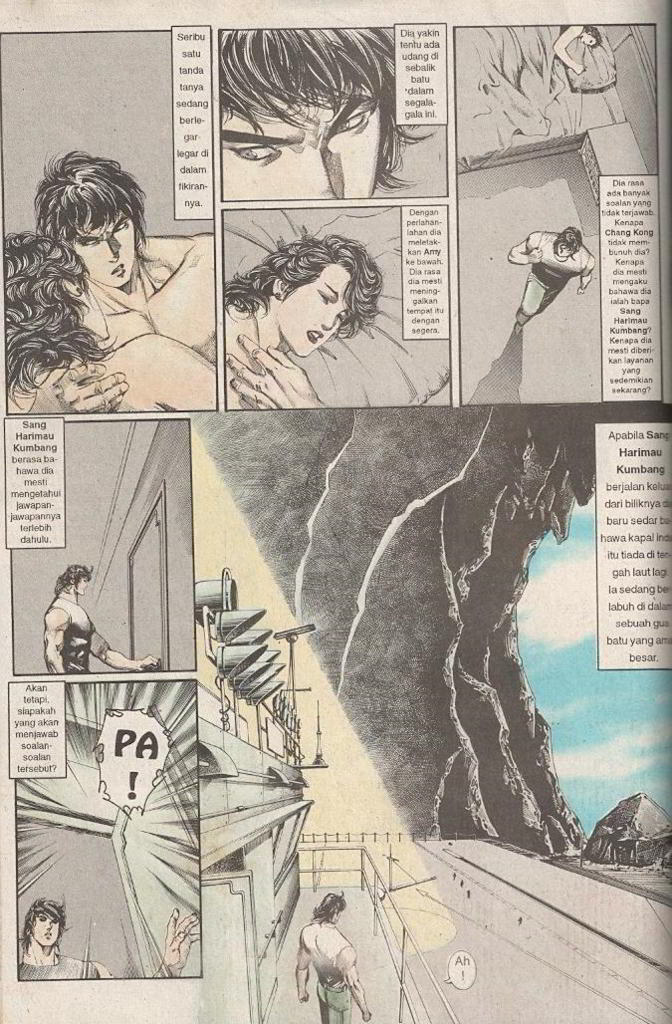 Seribu
satu
tanda
tanya
sedang
berle-
gar-
legar di
dalam
fikiran-
nya.
Dia yakin
tentu ada
udang di
sebalik
batu
'dalam
segala-
gala ini.
Dengan
perlahan-
lahan dia
meletak-
kan Amy
ke bawah.
Dia rasa
dia mesti
mening-
galkan
tempat itu
dengan
segera.
Dia rasa
ada banyak
soalan yang
tidak terjawab.
Kenapa
Chang Kong
tidak mem-
bunuh dia?
Kenapa
dia mesti
mengaku
bahawa dia
ialah bapa
Sang
Harimau
Kumbang?
Kenapa dia
mesti diberi-
kan layanan
yang
sedemikian
sekarang?
Sang
Harimau
Kumbang
berasa ba-
hawa dia
mesti
mengetahui
jawapan-
jawapannya
terlebih
dahulu.
Apabila Sang
Harimau
Kumbang
berjalan kelua
dari biliknya
baru sedar ba
hawa kapal ind
itu tiada di ten
gah laut lagi.
Ia sedang be
labuh di dala
sebuah gua
batu yang am
besar.
Akan
tetapi,
siapakah
yang akan
menjawab
soalan-
soalan
tersebut?
PA
!
Ah
!